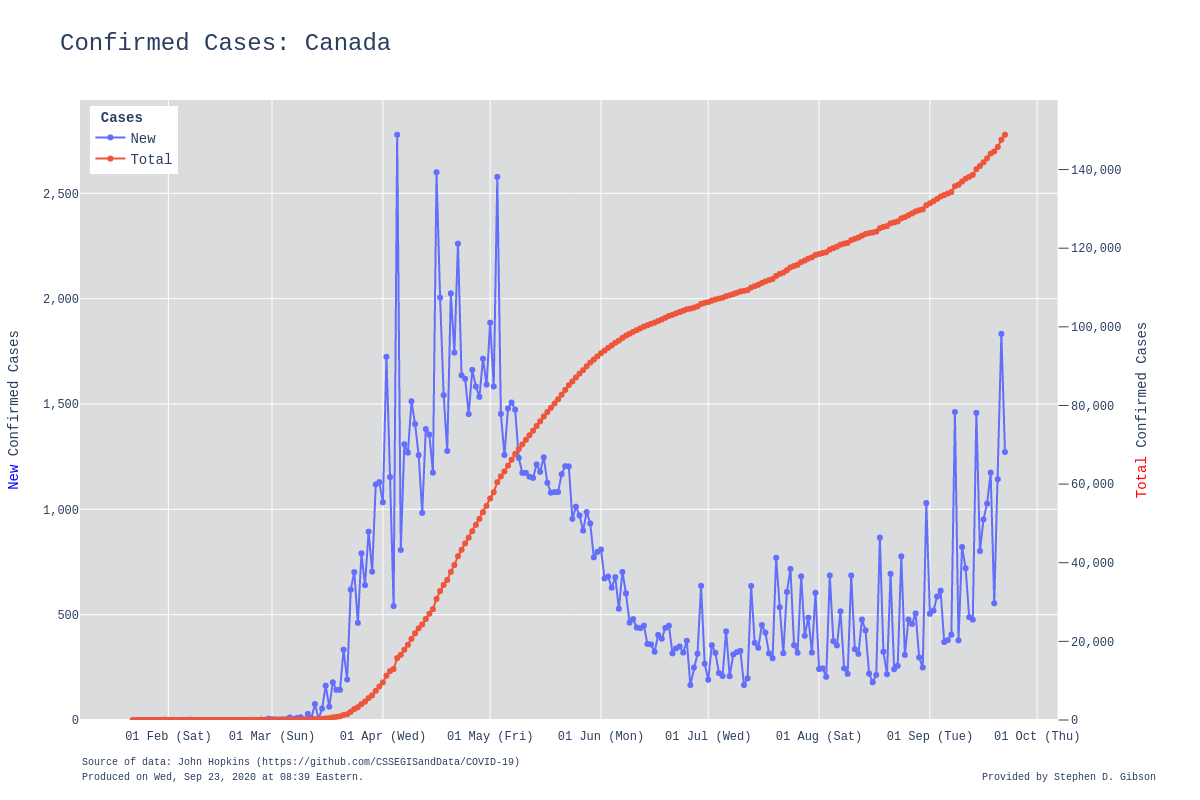 Confirmed Cases: Canada
Cases
New
Total
2,500
2,000
1,500
1,000
500
0
140,000
120,000
100,000
80,000
60,000
40,000
20,000
0
New Confirmed Cases
Total Confirmed Cases
01 Feb (Sat) 01 Mar (Sun) 01 Apr (Wed) 01 May (Fri) 01 Jun (Mon) 01 Jul (Wed) 01 Aug (Sat) 01 Sep (Tue) 01 Oct (Thu)
Source of data: John Hopkins (https://github.com/CSSEGISandData/COVID-19)
Produced on Wed, Sep 23, 2020 at 08:39 Eastern.
Provided by Stephen D. Gibson